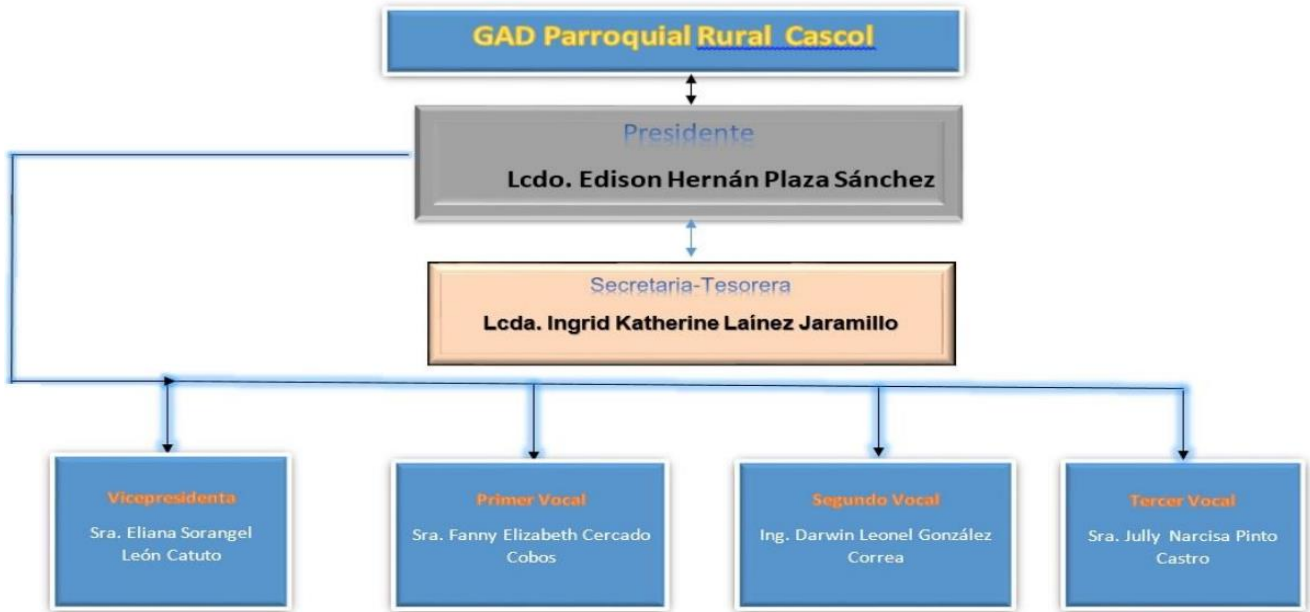 GAD Parroquial Rural Cascol
Presidente
Lcdo. Edison Hernán Plaza Sánchez
Secretaria-Tesorera
Lcda. Ingrid Katherine Laínez Jaramillo
Vicepresidenta
Sra. Eliana Sorangel
León Catuto
Primer Vocal
Sra. Fanny Elizabeth Cercado
Cobos
Segundo Vocal
Ing. Darwin Leonel González
Correa
Tercer Vocal
Sra. Jully Narcisa Pinto
Castro